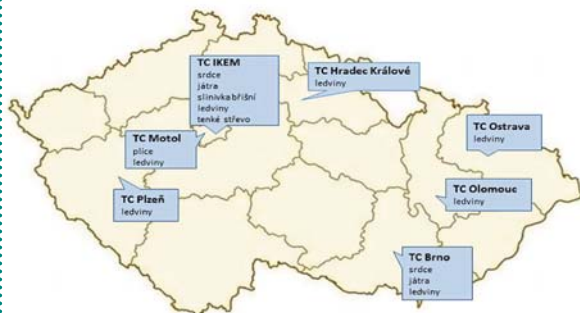 TC IKEM
srdce
játra
slinivka břišní
ledviny
tenké střevo
TC Hradec Králové
ledviny
TC Motol
plíce
ledviny
TC Ostrava
ledviny
TC Plzeň
ledviny
TC Olomouc
ledviny
TC Brno
srdce
játra
ledviny